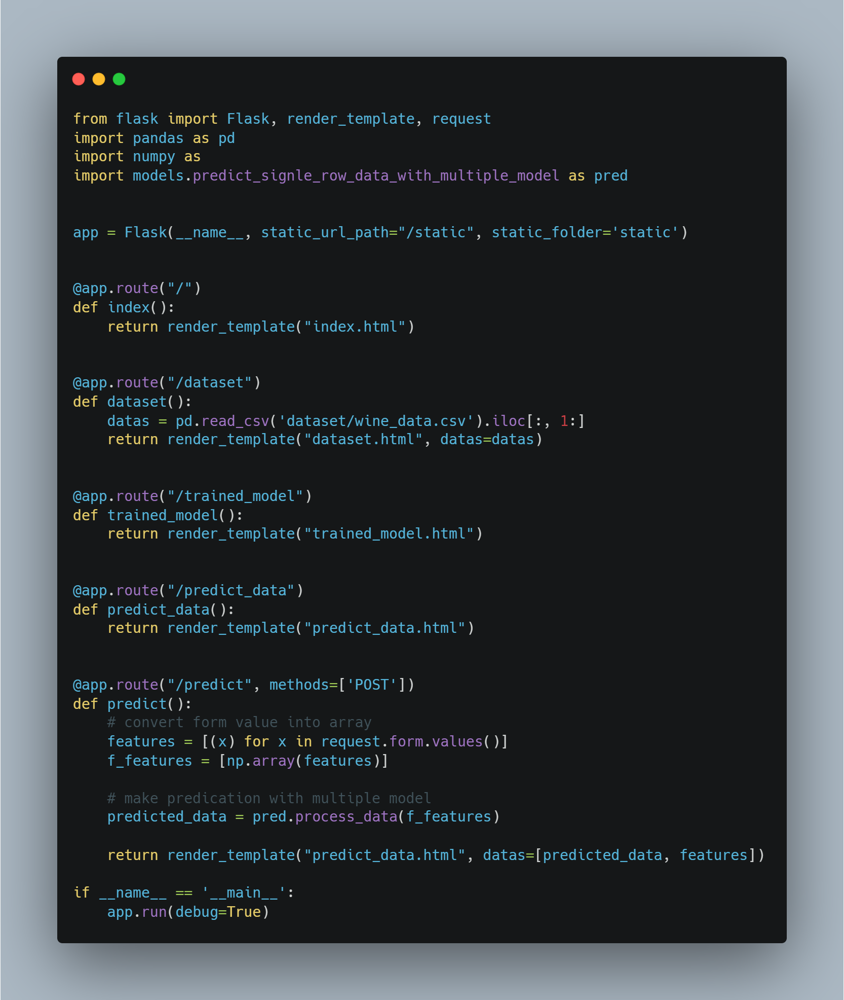 from flask import Flask, render_template, request
import pandas as pd
import numpy as
import models.predict_signle_row_data_with_multiple_model as pred
app = Flask(__name__, static_url_path="/static", static_folder='static')
@app.route("/")
def index():
    return render_template("index.html")
@app.route("/dataset")
def dataset():
    datas = pd.read_csv('dataset/wine_data.csv').iloc[:, 1:]
    return render_template("dataset.html", datas=datas)
@app.route("/trained_model")
def trained_model():
    return render_template("trained_model.html")
@app.route("/predict_data")
def predict_data():
    return render_template("predict_data.html")
@app.route("/predict", methods=['POST'])
def predict():
    # convert form value into array
    features = [(x) for x in request.form.values()]
    f_features = [np.array(features)]
    # make predication with multiple model
    predicted_data = pred.process_data(f_features)
    return render_template("predict_data.html", datas=[predicted_data, features])
if __name__ == '__main__':
    app.run(debug=True)